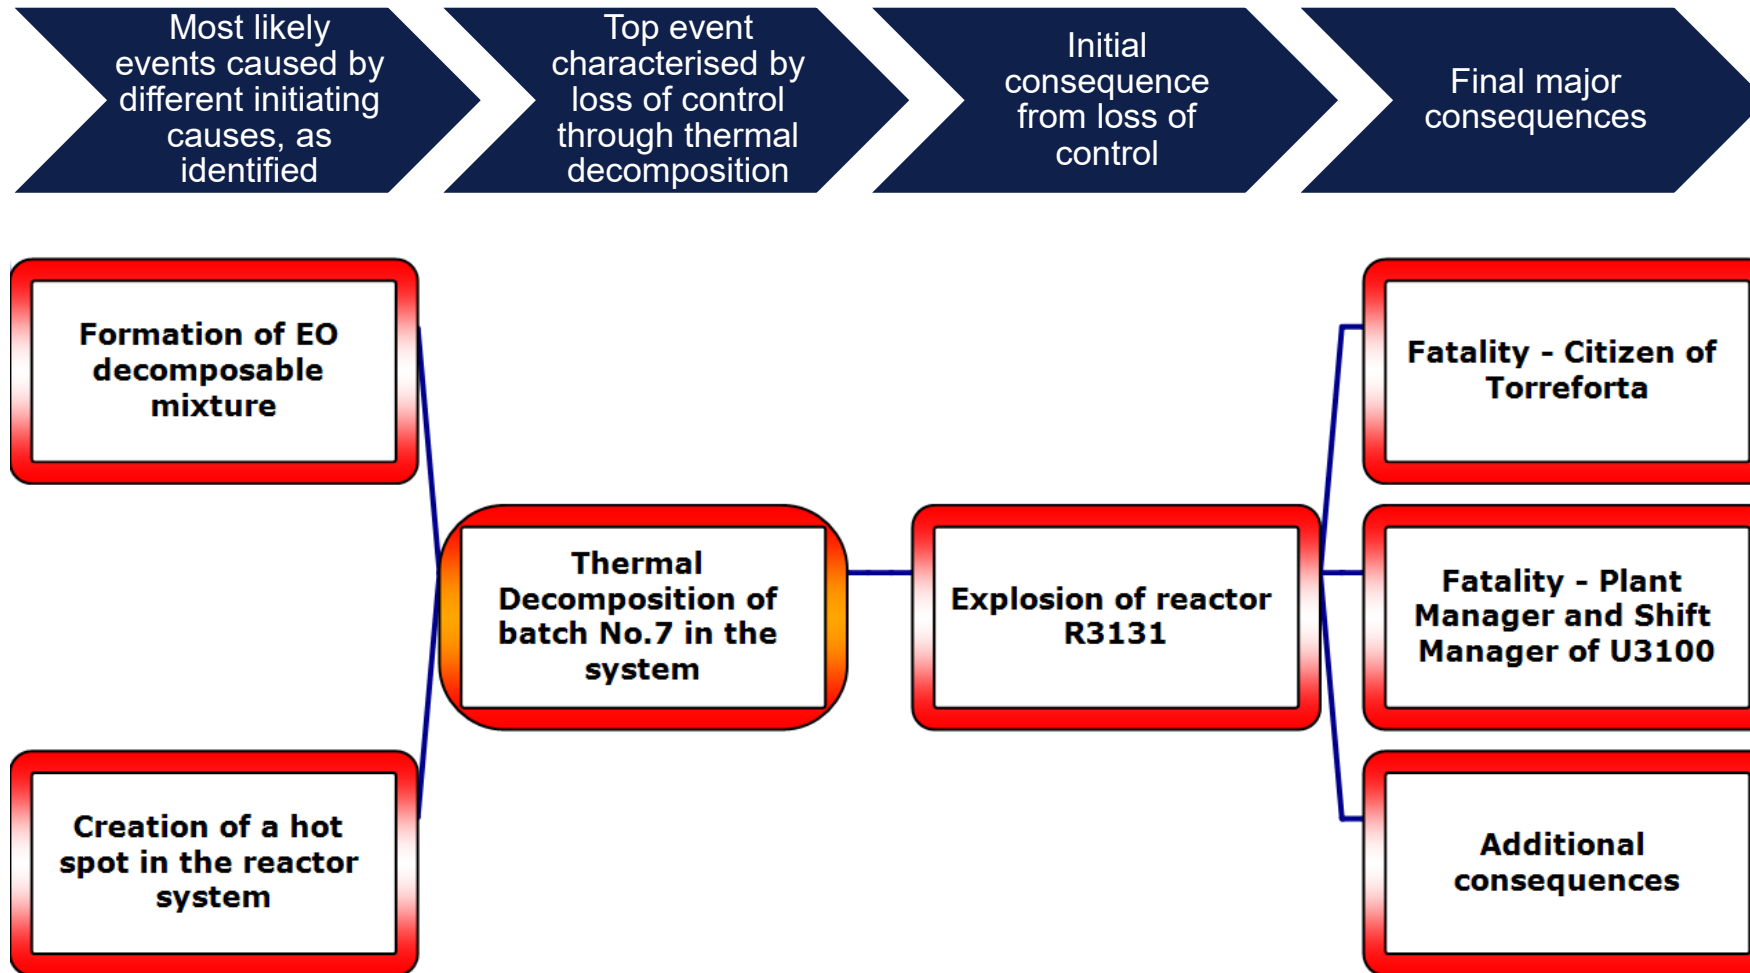 Most likely
events caused by
different initiating
causes, as
identified
Top event
characterised by
loss of control
through thermal
decomposition
Initial
consequence
from loss of
control
Final major
consequences
Formation of EO
decomposable
mixture
Creation of a hot
spot in the reactor
system
Thermal
Decomposition of
batch No.7 in the
system
Explosion of reactor
R3131
Fatality - Citizen of
Torreforta
Fatality - Plant
Manager and Shift
Manager of U3100
Additional
consequences